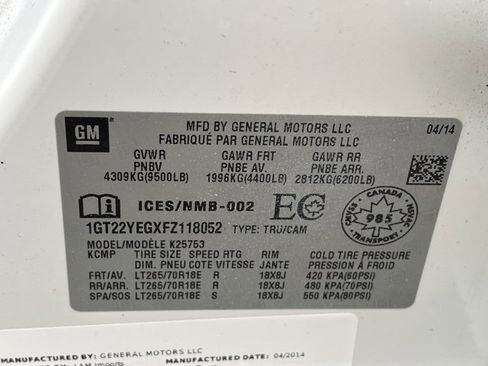 GM
MFD BY GENERAL MOTORS LLC 04/14
FABRIQUÉ PAR GENERAL MOTORS LLC
GVWR GAWR FRT GAWR RR
PNBV PNBE AV. PNBE ARR.
4309KG(9500LB) 1996KG(4400LB) 2812KG(6200LB)
ICES/NMB-002 EC
CANADA
985
TRANSPORT
1GT22YEGXFZ118052 TYPE: TRU/CAM
MODEL/MODÈLE K25753
KCMP TIRE SIZE SPEED RTG RIM COLD TIRE PRESSURE
DIM. PNEU COTE VITESSE JANTE PRESSION À FROID
FRT/AV. LT265/70R18E R 18X8J 420 KPA(60PSI)
RR/ARR. LT265/70R18E R 18X8J 480 KPA(70PSI)
SPA/SOS LT265/70R18E S 18X8J 550 KPA(80PSI)
MANUFACTURED BY: GENERAL MOTORS LLC
MANUFACTURED 04/2014